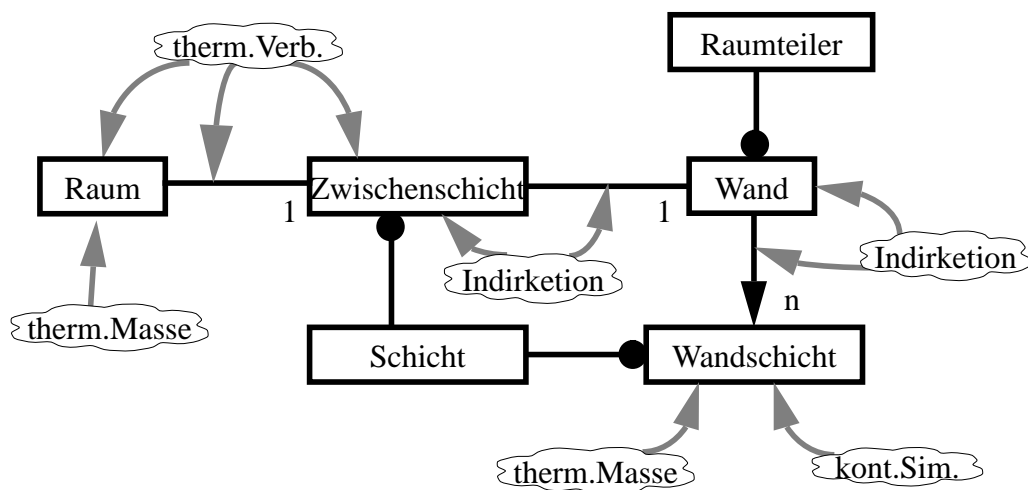 therm.Verb.
Raumteiler
Raum
Zwischenschicht
Wand
1
1
Indirketion
Indirketion
n
therm.Masse
Schicht
Wandschicht
therm.Masse
kont.Sim.